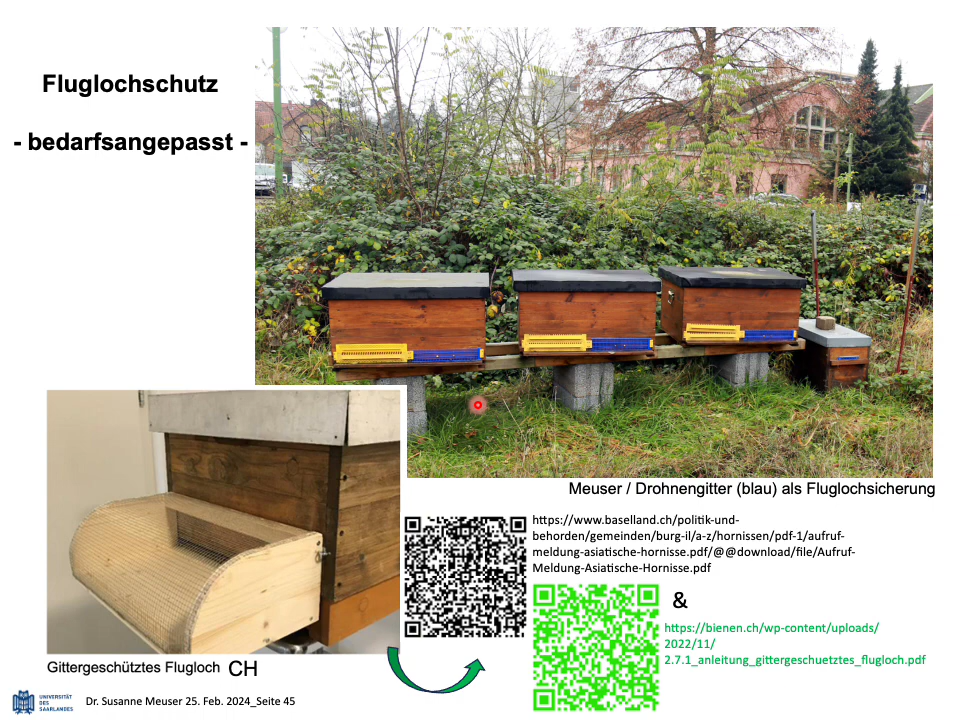 Fluglochschutz
- bedarfsangepasst -
Meuser / Drohnengitter (blau) als Fluglochsicherung
https://www.baselland.ch/politik-und-
behorden/gemeinden/burg-il/a-z/hornissen/pdf-1/aufruf-
meldung-asiatische-hornisse.pdf/@@download/file/Aufruf-
Meldung-Asiatische-Hornisse.pdf
&
https://bienen.ch/wp-content/uploads/
2022/11/
2.7.1_anleitung_gittergeschuetztes_flugloch.pdf
Gittergeschütztes Flugloch CH
UNIVERSITÄT
DES
SAARLANDES
Dr. Susanne Meuser 25. Feb. 2024_Seite 45